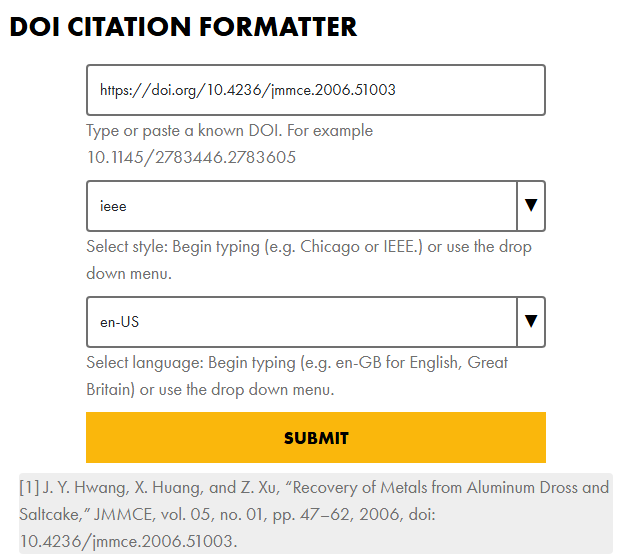 DOI CITATION FORMATTER
https://doi.org/10.4236/jmmce.2006.51003
Type or paste a known DOI. For example
10.1145/2783446.2783605
ieee
▼
Select style: Begin typing (e.g. Chicago or IEEE.) or use the drop
down menu.
en-US
▼
Select language: Begin typing (e.g. en-GB for English, Great
Britain) or use the drop down menu.
SUBMIT
[1] J. Y. Hwang, X. Huang, and Z. Xu, “Recovery of Metals from Aluminum Dross and
Saltcake,” JMMCE, vol. 05, no. 01, pp. 47–62, 2006, doi:
10.4236/jmmce.2006.51003.